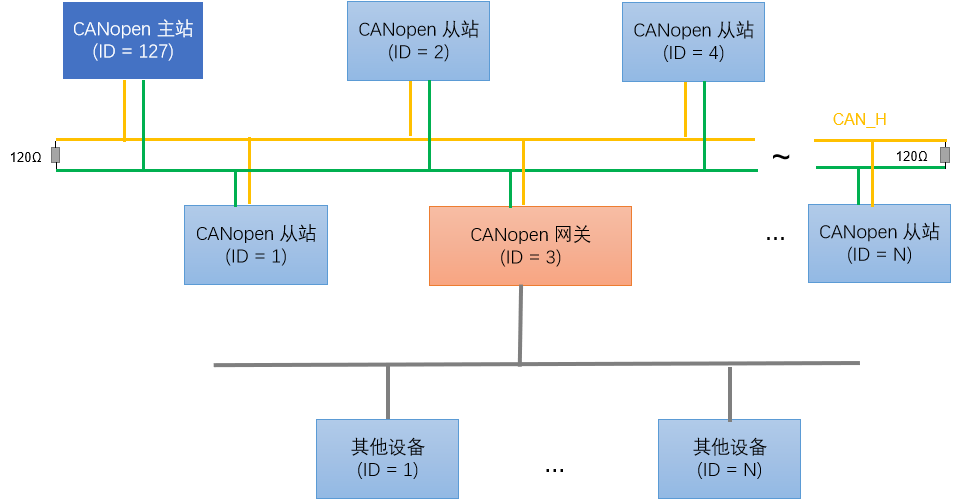 CANopen 主站
(ID = 127)
CANopen 从站
(ID = 2)
CANopen 从站
(ID = 4)
CAN_H
120Ω
~
120Ω
CANopen 从站
(ID = 1)
CANopen 网关
(ID = 3)
...
CANopen 从站
(ID = N)
其他设备
(ID = 1)
...
其他设备
(ID = N)